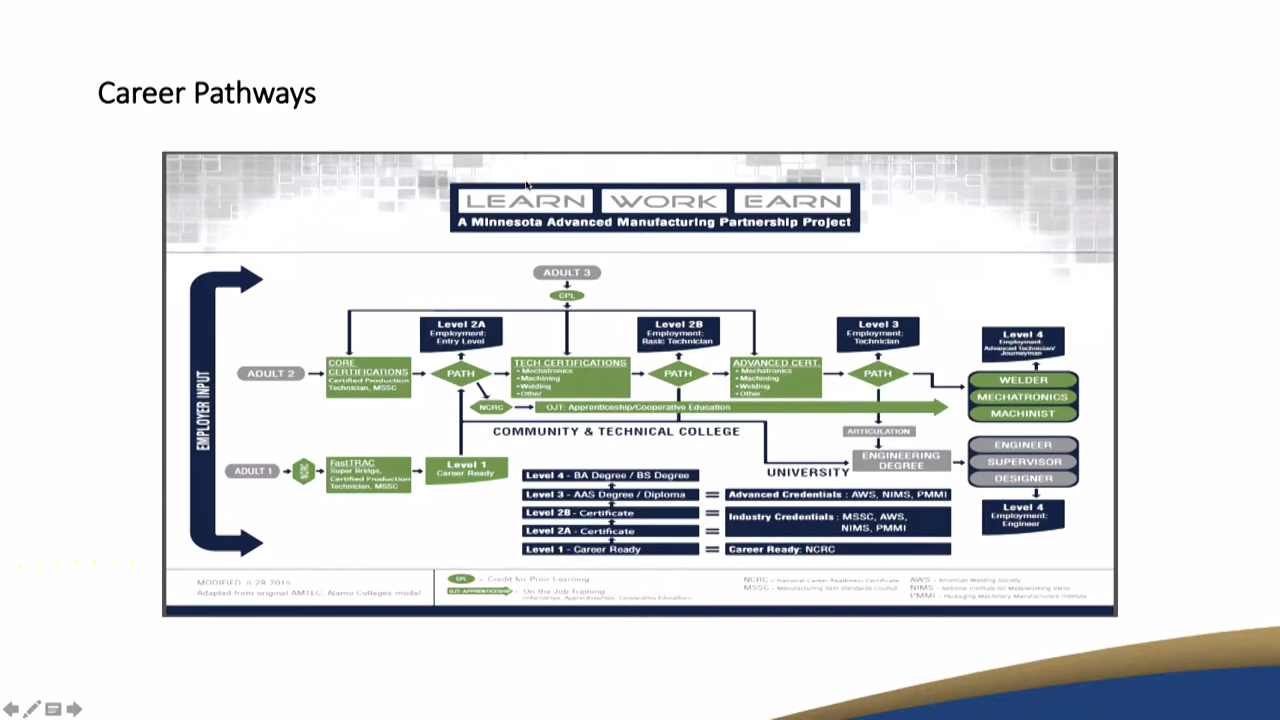 Career Pathways
LEARN WORK EARN
A Minnesota Advanced Manufacturing Partnership Project
EMPLOYER INPUT
ADULT 3
CPL
Level 2A
Employment:
Entry Level
Level 2B
Employment:
Basic Technician
Level 3
Employment:
Technician
Level 4
Employment:
Advanced Technician/
Journeyman
ADULT 2
CORE
CERTIFICATIONS
Certified Production
Technician, MSSC
PATH
TECH CERTIFICATIONS
• Mechatronics
• Machining
• Welding
• Other
PATH
ADVANCED CERT.
• Mechatronics
• Machining
• Welding
• Other
PATH
WELDER
MECHATRONICS
MACHINIST
NCRC
OJT: Apprenticeship/Cooperative Education
COMMUNITY & TECHNICAL COLLEGE
ARTICULATION
ENGINEERING
DEGREE
UNIVERSITY
ENGINEER
SUPERVISOR
DESIGNER
Level 4
Employment:
Engineer
ADULT 1
NCRC
FastTRAC
Super Bridge,
Certified Production
Technician, MSSC
Level 1
Career Ready
Level 4 - BA Degree / BS Degree
Level 3 - AAS Degree / Diploma = Advanced Credentials : AWS, NIMS, PMMI
Level 2B - Certificate = Industry Credentials : MSSC, AWS,
NIMS, PMMI
Level 2A - Certificate =
Level 1 - Career Ready = Career Ready: NCRC
MODIFIED 5-28-2015
Adapted from original AMTEC, Alamo Colleges model
CPL - Credit for Prior Learning
OJT: APPRENTICESHIP - On the Job Training
(Internships, Apprenticeships, Cooperative Education)
NCRC - National Career Readiness Certificate
MSSC - Manufacturing Skill Standards Council
AWS - American Welding Society
NIMS - National Institute for Metalworking Skills
PMMI - Packaging Machinery Manufacturers Institute